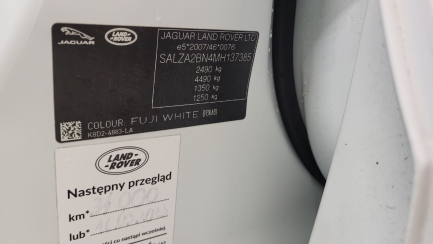 JAGUAR
LAND-ROVER
JAGUAR LAND ROVER LTD
e5*2007/46*0076
SALZA2BN4MH137385
2490 kg
4490 kg
1350 kg
1250 kg
COLOUR: FUJI WHITE
K8D2-4863-LA
LAND-ROVER
Następny przegląd
km*
lub*